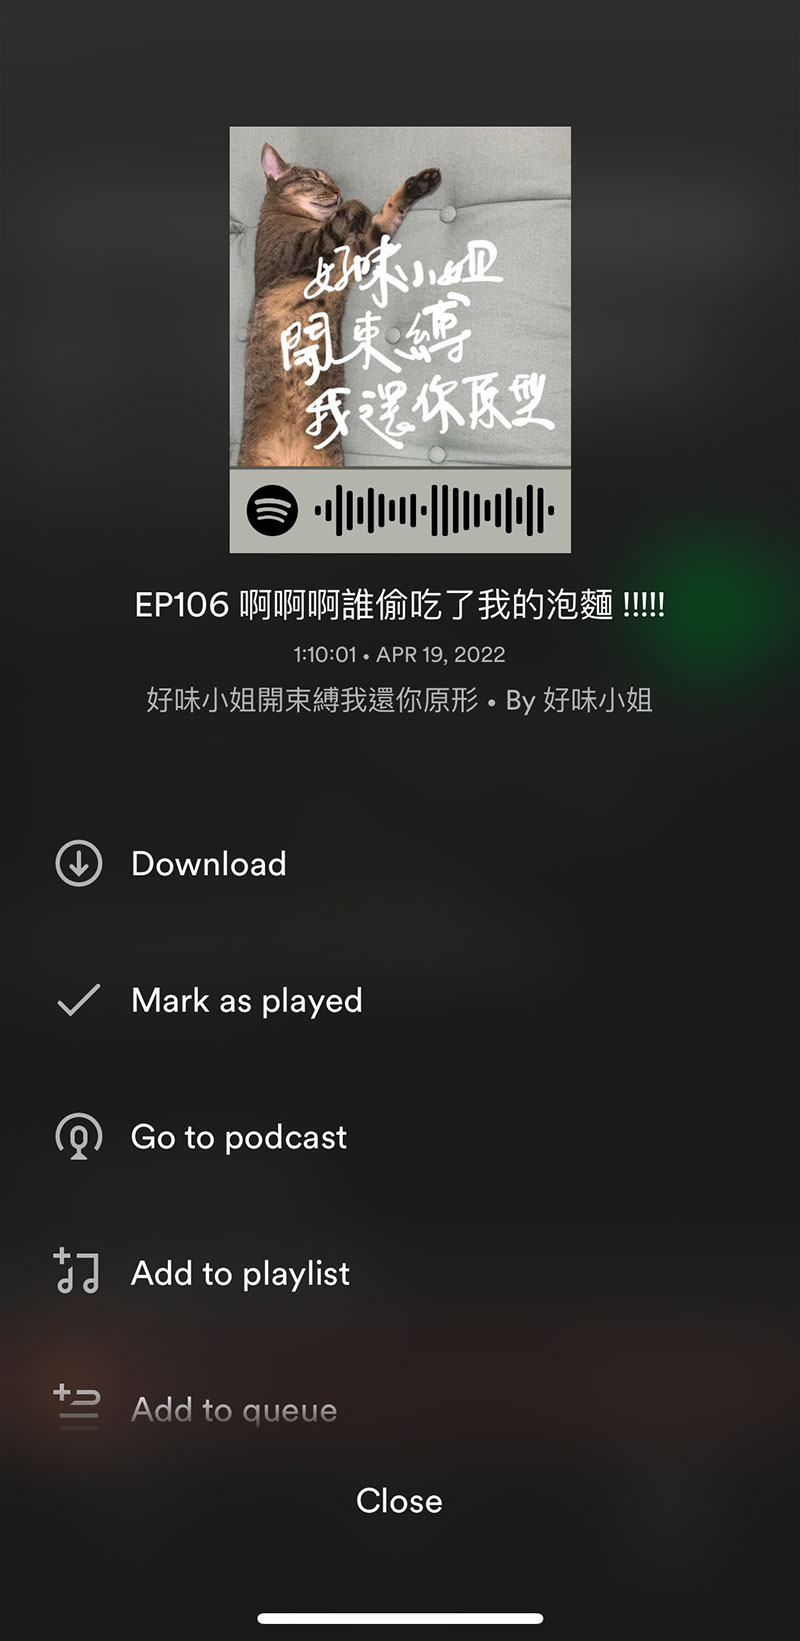 好味小姐
開束縛
我還你原型
EP106 啊啊啊誰偷吃了我的泡麵 !!!!!
1:10:01 • APR 19, 2022
好味小姐開束縛我還你原形 • By 好味小姐
Download
Mark as played
Go to podcast
Add to playlist
Add to queue
Close